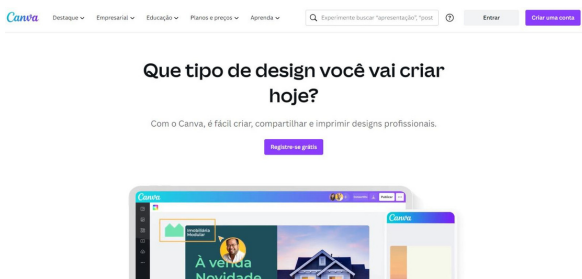 Canva Destaque Empresarial Educação Planos e preços Aprenda Experimente buscar "apresentação", "post Entrar Criar uma conta
Que tipo de design você vai criar
hoje?
Com o Canva, é fácil criar, compartilhar e imprimir designs profissionais.
Registre-se grátis
Canva
Canva
Imobiliária
Modular
À venda
Novidade